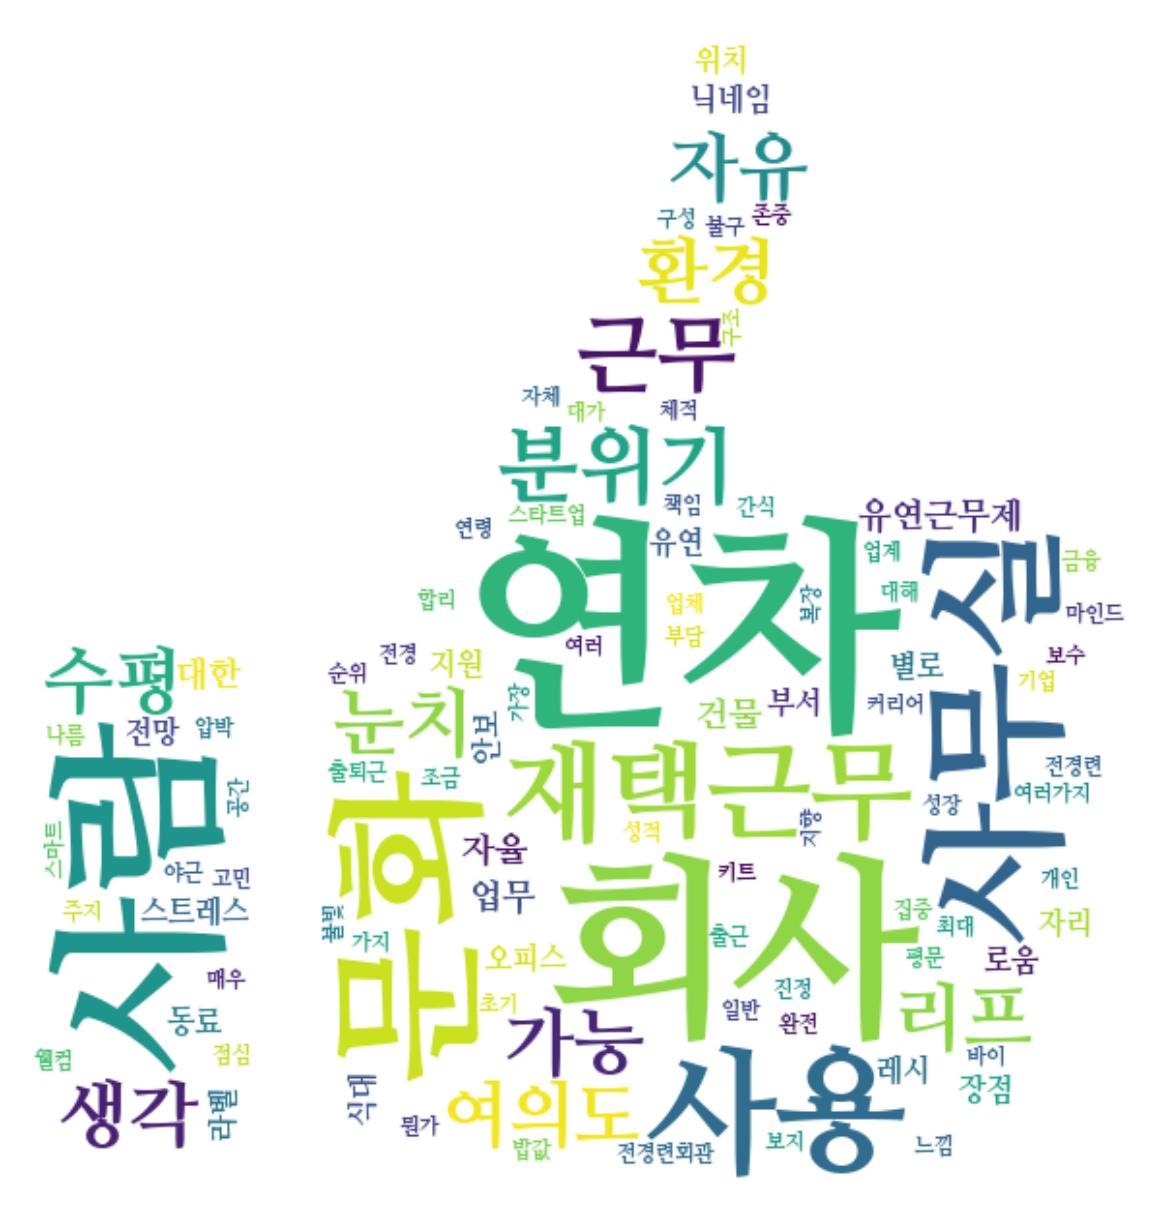 위치
닉네임
자유
구성
불구
존중
환경
구조
근무
자체
대가
체적
분위기
책임
간식
스타트업
연령
유연
유연근무제
연차
사무실
업계
금융
합리
업체
복장
대해
마인드
부담
여러
수평
대한
전경
지원
순위
별로
보수
기업
가장
부서
커리어
눈치
건물
안보
나름
전망
압박
사람
출퇴근
조금
재택근무
전경련
공간
문화
여러가지
성장
성적
지향
스마트
자율
야근
고민
키트
개인
업무
회사
주지
스트레스
불빛
가지
집중
최대
자리
출근
오피스
평문
로움
매우
진정
초기
일반
완전
리프
동료
가능
웰컴
점심
바이
레시
장점
생각
라벨
식대
여의도
사용
뭔가
밥값
전경련회관
보지
느낌